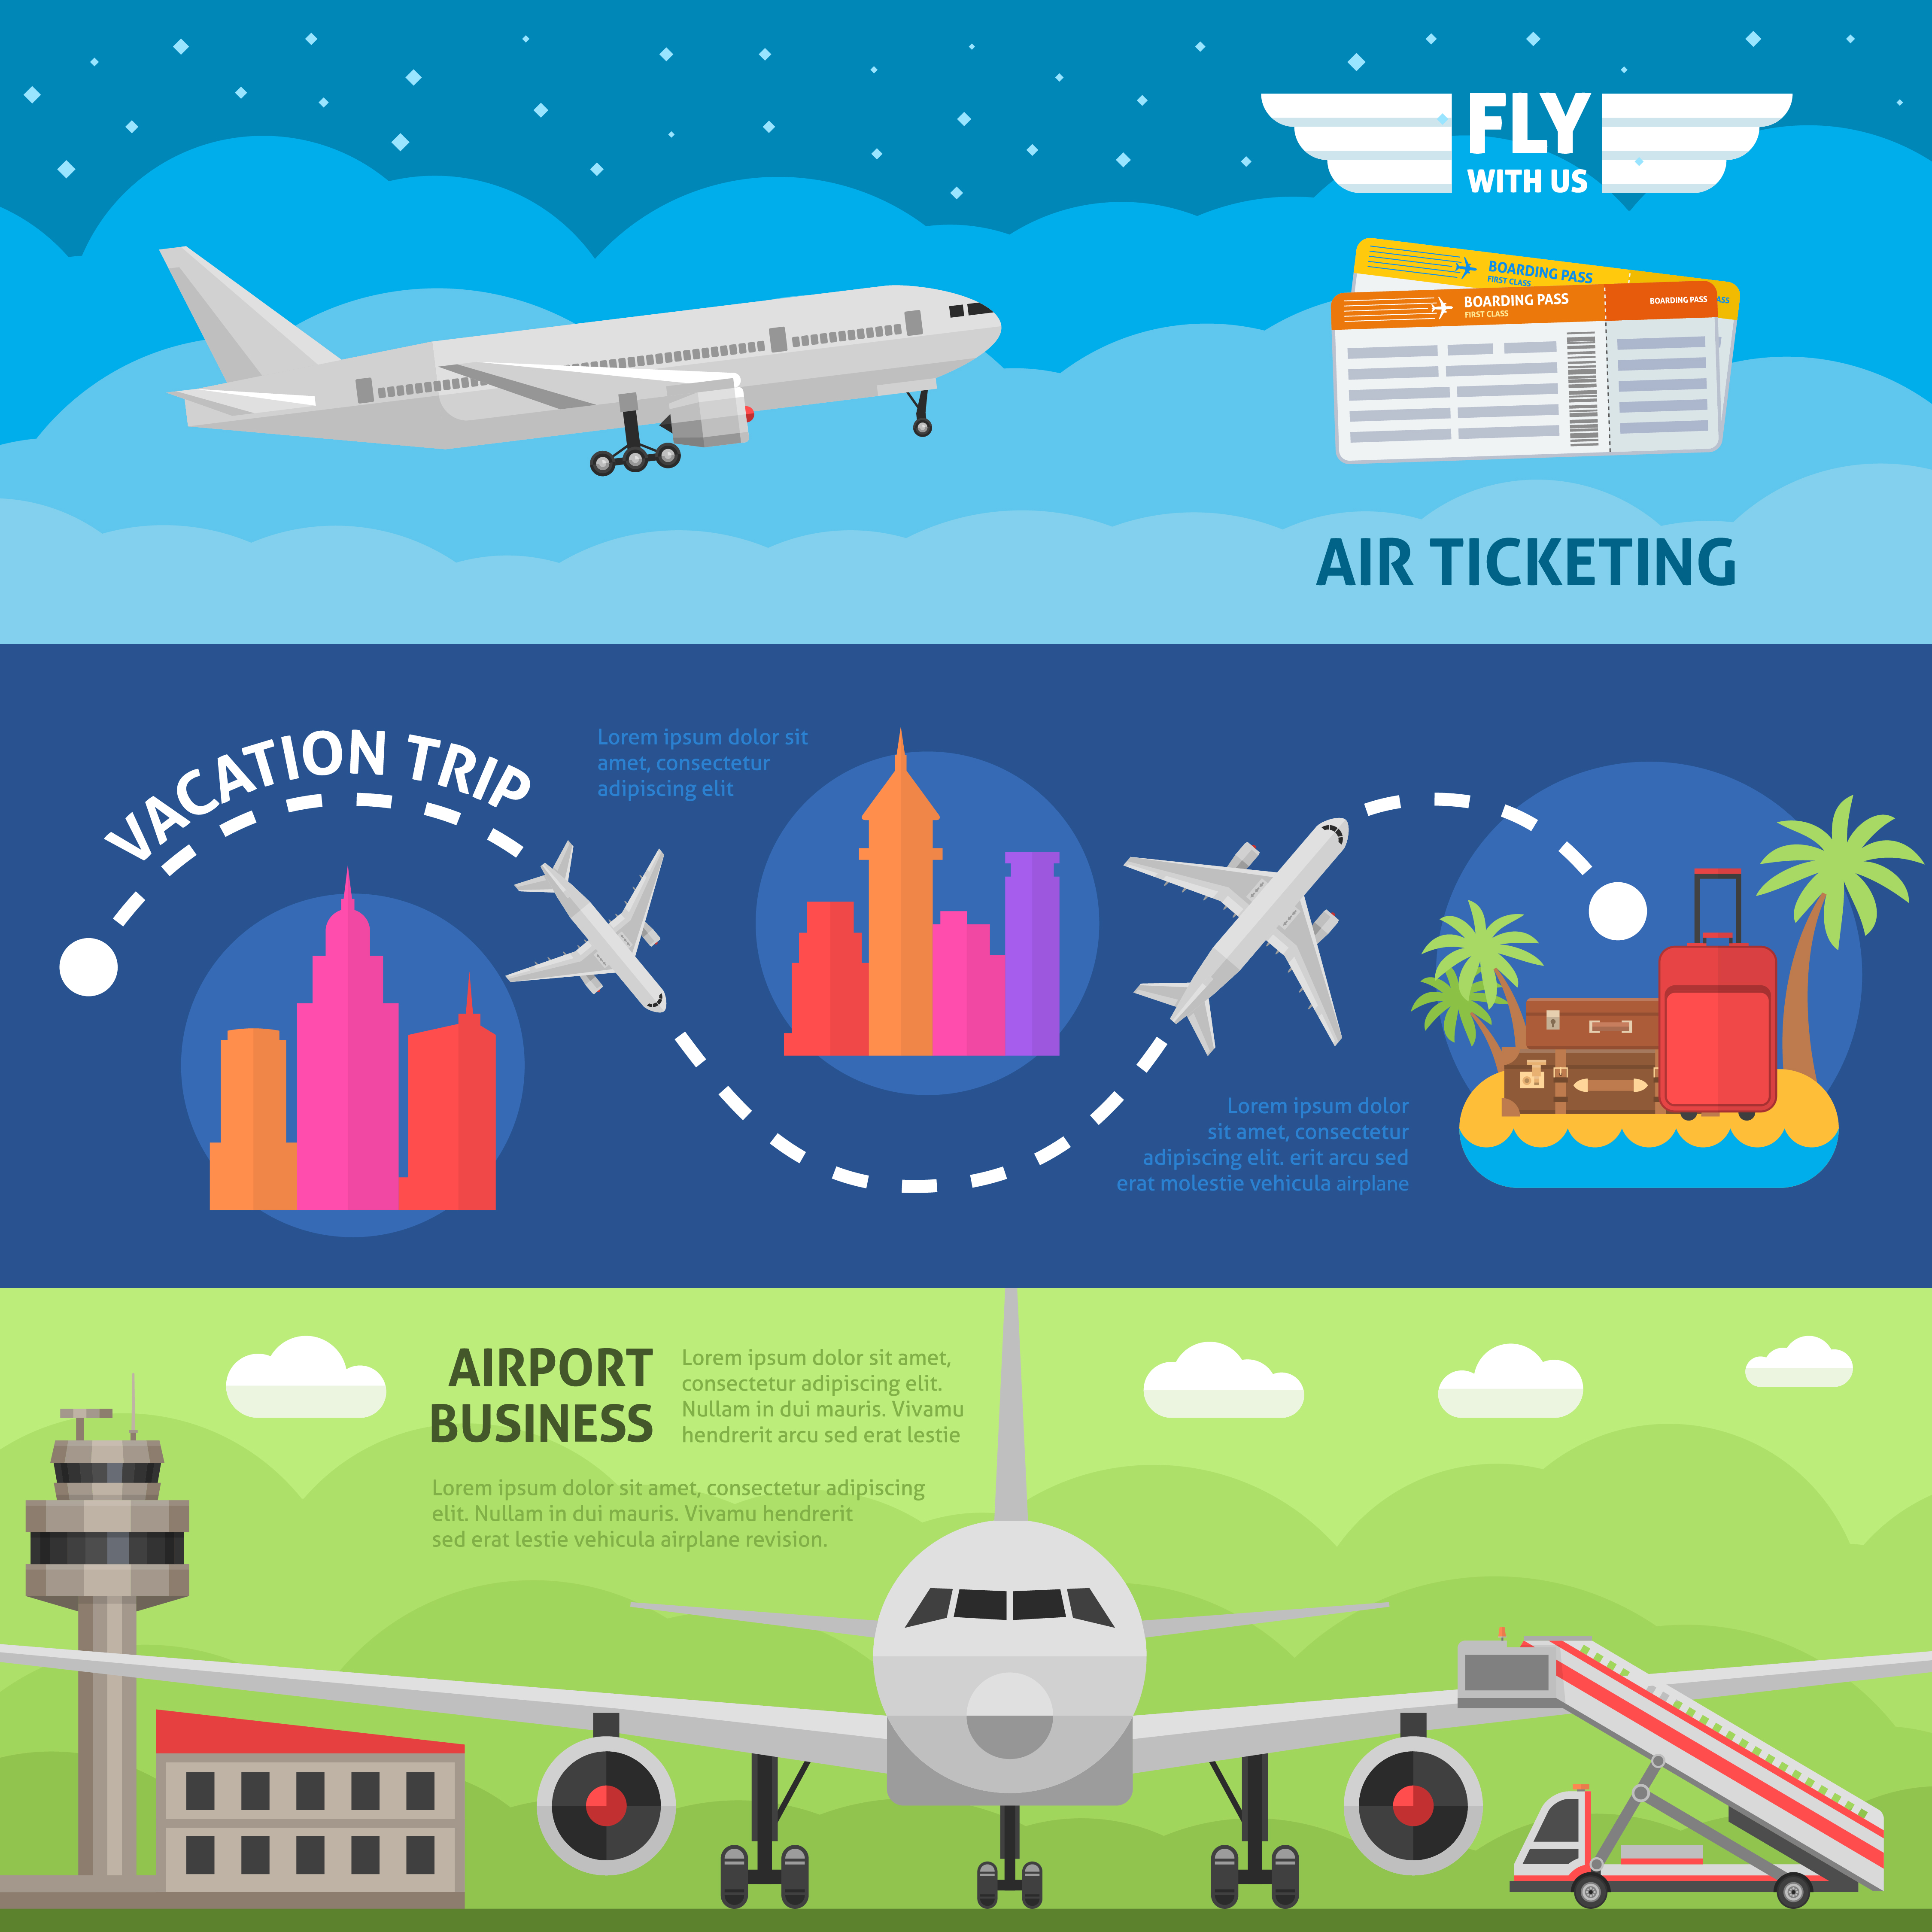 FLY
WITH US
BOARDING PASS
FIRST CLASS
BOARDING PASS
FIRST CLASS
BOARDING PASS
ASS
AIR TICKETING
VACATION TRIP
Lorem ipsum dolor sit
amet, consectetur
adipiscing elit
Lorem ipsum dolor
sit amet, consectetur
adipiscing elit. erit arcu sed
erat molestie vehicula airplane
AIRPORT
BUSINESS
Lorem ipsum dolor sit amet,
consectetur adipiscing elit.
Nullam in dui mauris. Vivamu
hendrerit arcu sed erat lestie
Lorem ipsum dolor sit amet, consectetur adipiscing
elit. Nullam in dui mauris. Vivamu hendrerit
sed erat lestie vehicula airplane revision.